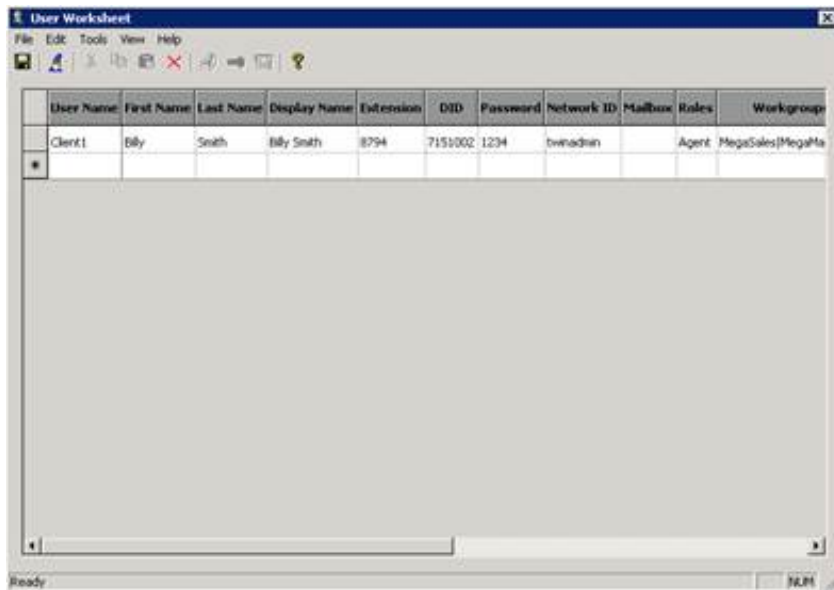 User Worksheet
File Edit Tools View Help
User Name First Name Last Name Display Name Extension DID Password Network ID Mailbox Roles Workgroup
Client1 Billy Smith Billy Smith 8794 7151002 1234 twinadmin Agent MegaSales|MegaMa
Ready NUM